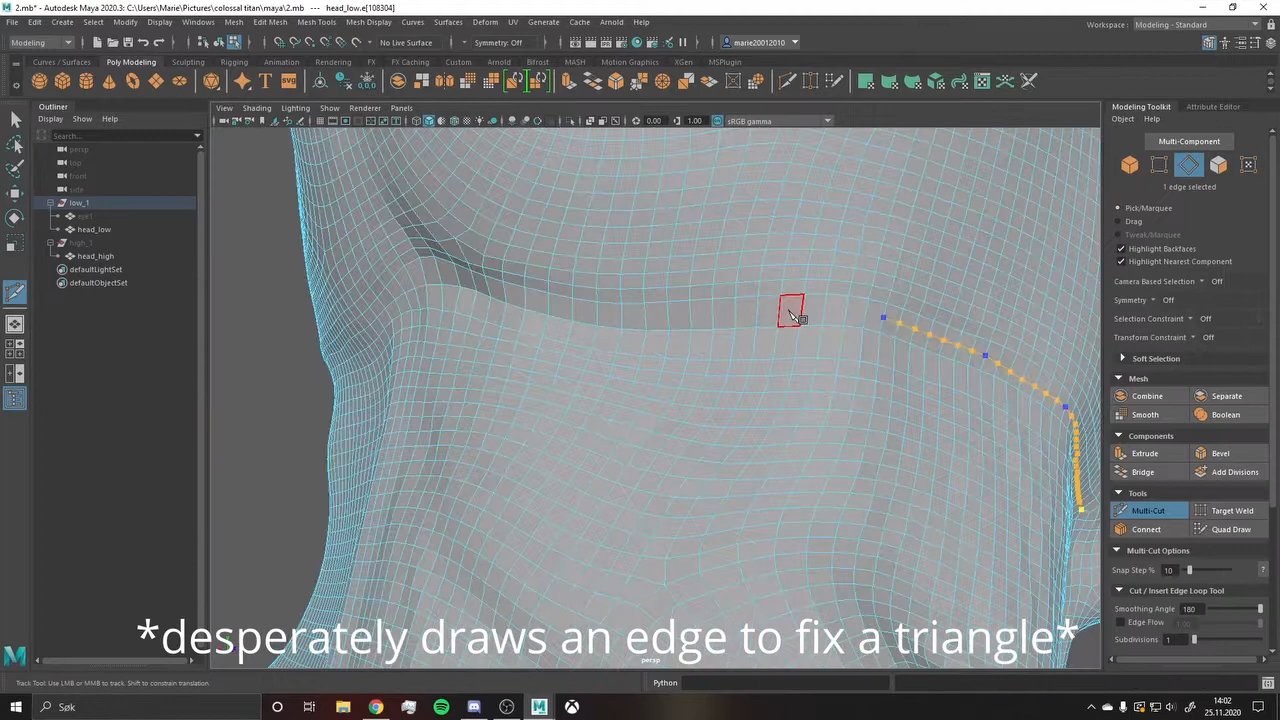 2.mb* - Autodesk Maya 2020.3: C:\Users\Marie\Pictures\colossal titan\maya\2.mb --- head_low.e[108304]
File Edit Create Select Modify Display Windows Mesh Edit Mesh Mesh Tools Mesh Display Curves Surfaces Deform UV Generate Cache Arnold Help
Workspace: Modeling - Standard
Modeling No Live Surface Symmetry: Off marie20012010
Curves / Surfaces Poly Modeling Sculpting Rigging Animation Rendering FX FX Caching Custom Arnold Bifrost MASH Motion Graphics XGen MSPlugin
Outliner
Display Show Help
Search...
persp
top
front
side
low_1
eye1
head_low
high_1
head_high
defaultLightSet
defaultObjectSet
View Shading Lighting Show Renderer Panels
0.00 1.00 sRGB gamma
Modeling Toolkit Attribute Editor
Object Help
Multi-Component
1 edge selected
Pick/Marquee
Drag
Tweak/Marquee
Highlight Backfaces
Highlight Nearest Component
Camera Based Selection Off
Symmetry Off
Selection Constraint Off
Transform Constraint Off
Soft Selection
Mesh
Combine Separate
Smooth Boolean
Components
Extrude Bevel
Bridge Add Divisions
Tools
Multi-Cut Target Weld
Connect Quad Draw
Multi-Cut Options
Snap Step % 10 ?
Cut / Insert Edge Loop Tool
Smoothing Angle 180
Edge Flow 1.00
Subdivisions 1
*desperately draws an edge to fix a triangle*
persp
Track Tool: Use LMB or MMB to track. Shift to constrain translation.
Python
Søk
14:02
25.11.2020